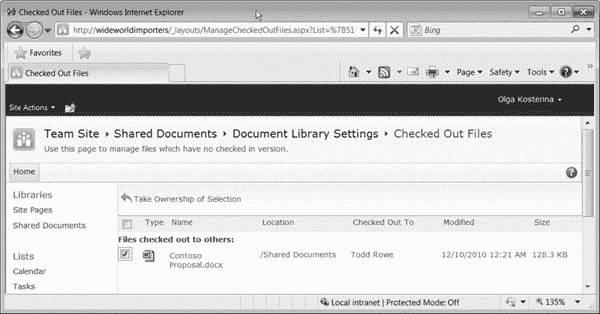 Checked Out Files - Windows Internet Explorer
http://wideworldimporters/_layouts/ManageCheckedOutFiles.aspx?List=%7B51
Bing
Favorites
Checked Out Files
Page Safety Tools
Olga Kostenna
Site Actions
Team Site Shared Documents Document Library Settings Checked Out Files
Use this page to manage files which have no checked in version.
Home
Libraries
Site Pages
Shared Documents
Lists
Calendar
Tasks
Take Ownership of Selection
Type Name Location Checked Out To Modified Size
Files checked out to others:
Contoso Proposal.docx /Shared Documents Todd Rowe 12/10/2010 12:21 AM 128.3 KB
Local intranet | Protected Mode: Off
135%